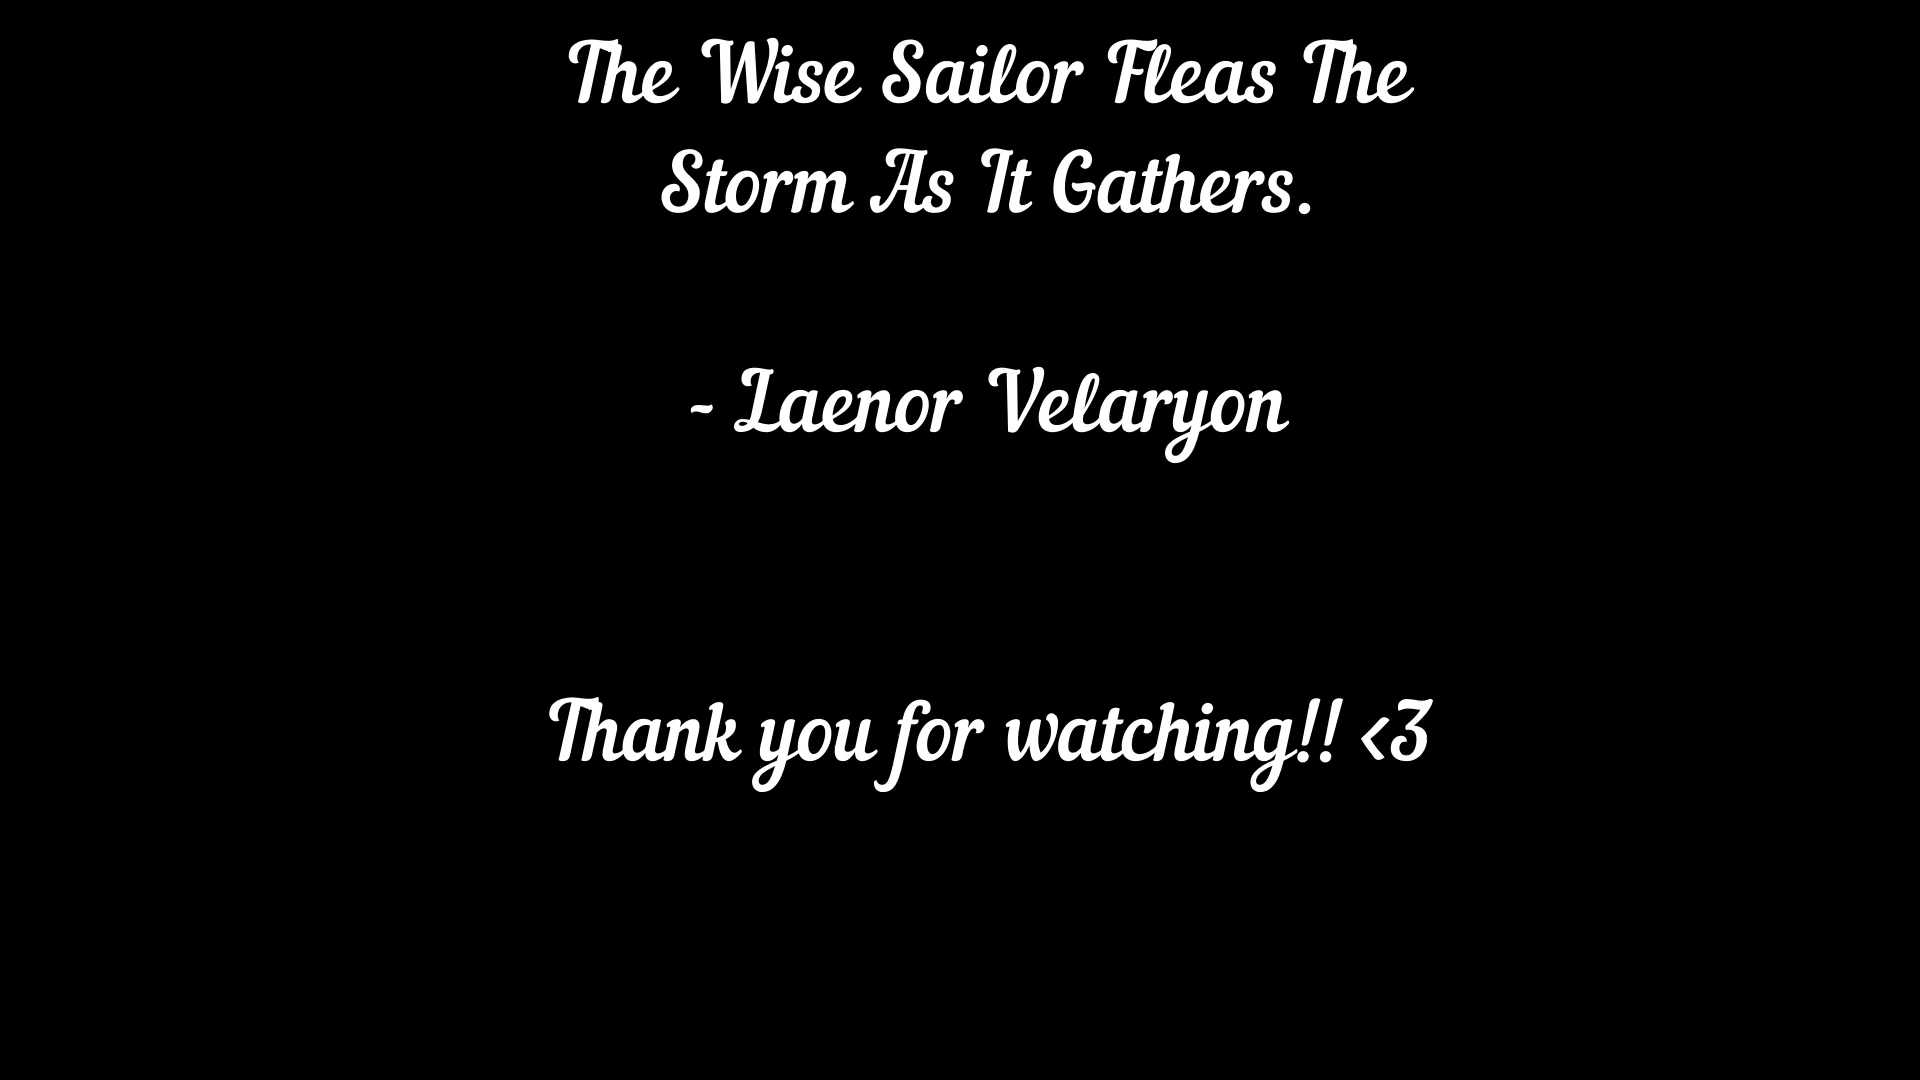 The Wise Sailor Fleas The
Storm As It Gathers.
- Laenor Velaryon
Thank you for watching!! <3